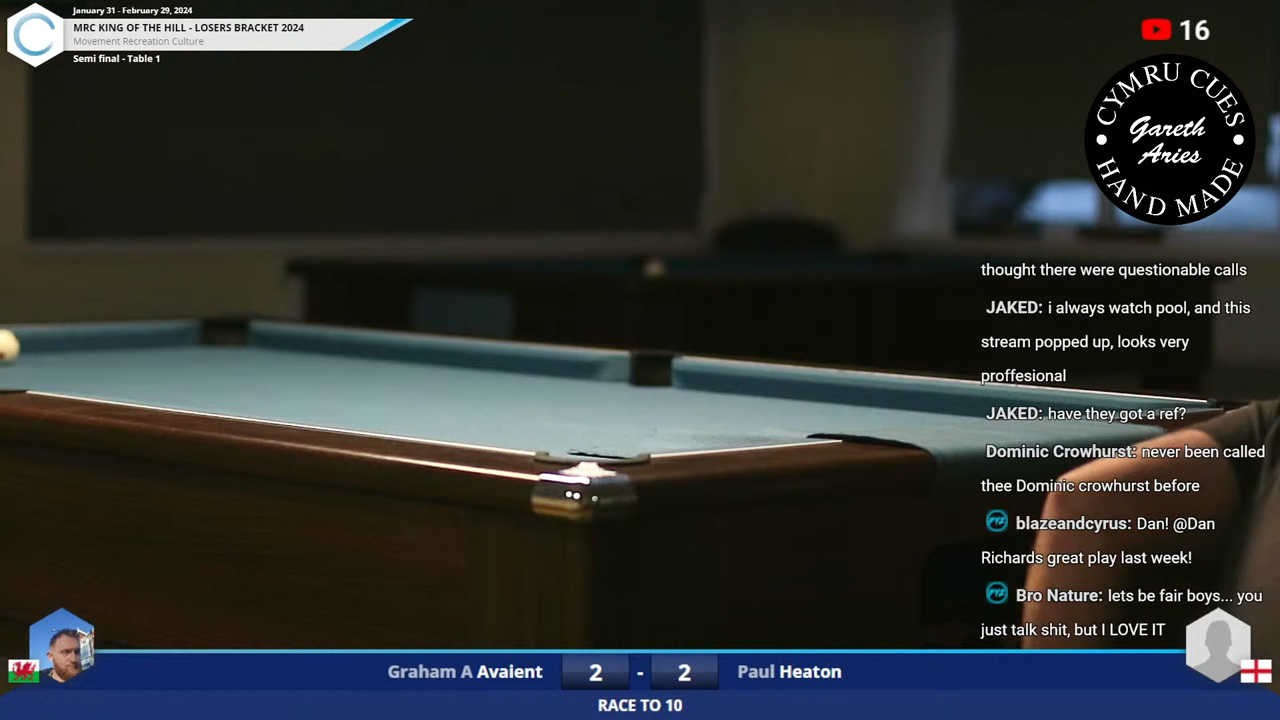 January 31 - February 29, 2024
MRC KING OF THE HILL - LOSERS BRACKET 2024
Movement Recreation Culture
Semi final - Table 1
16
CYMRU CUES
Gareth
Aries
HAND MADE
thought there were questionable calls
JAKED: i always watch pool, and this
stream popped up, looks very
proffesional
JAKED: have they got a ref?
Dominic Crowhurst: never been called
thee Dominic crowhurst before
blazeandcyrus: Dan! @Dan
Richards great play last week!
Bro Nature: lets be fair boys... you
just talk shit, but I LOVE IT
Graham A Avaient 2 - 2 Paul Heaton
RACE TO 10